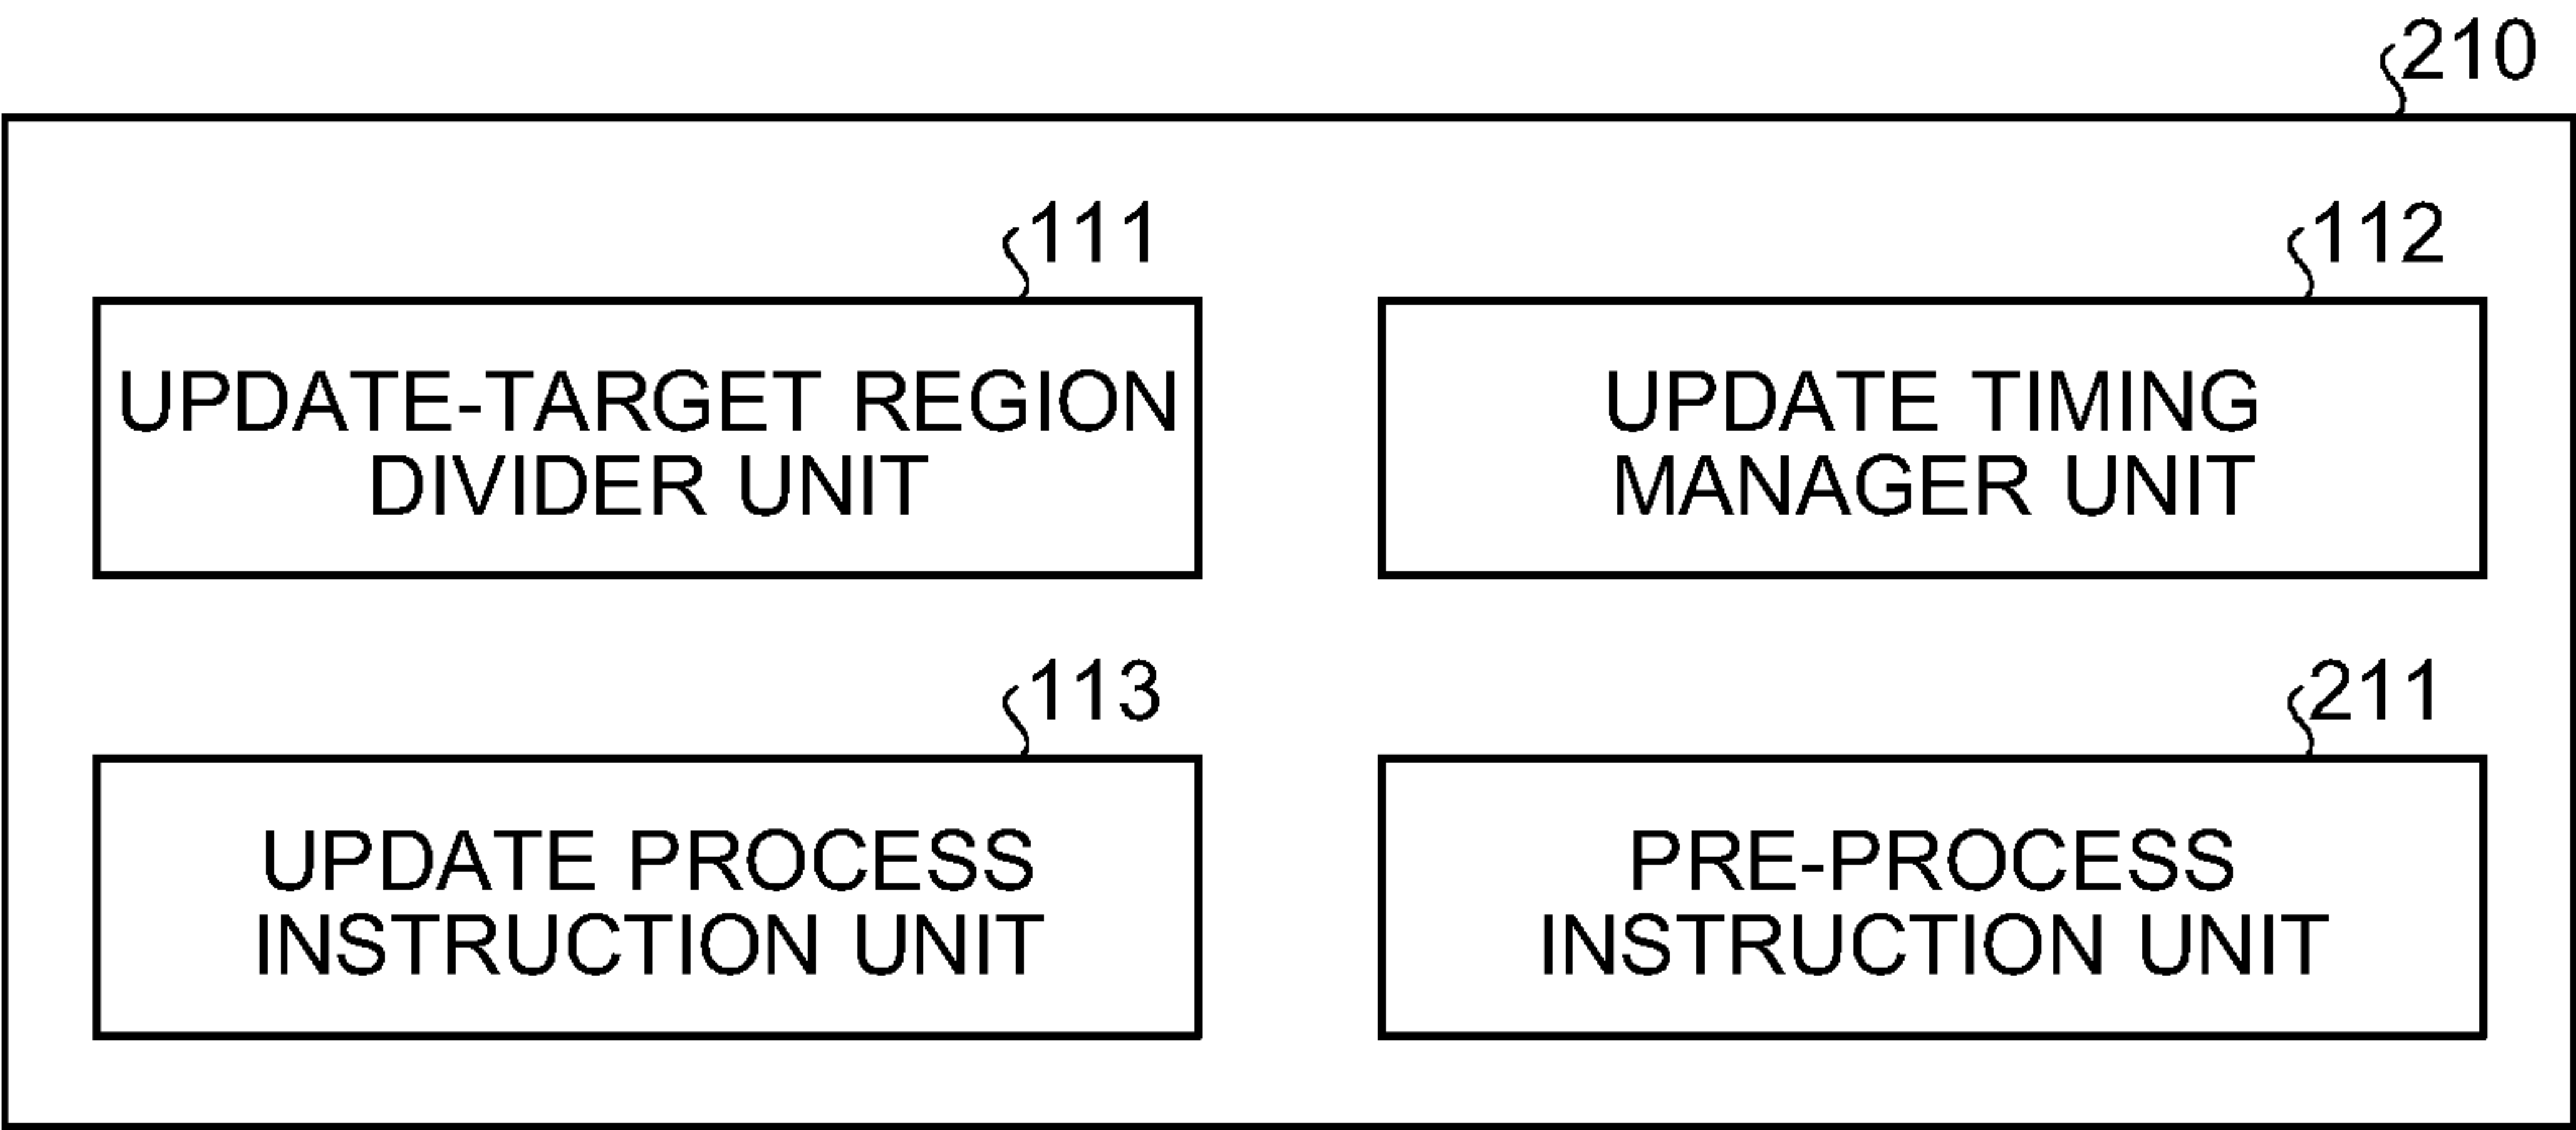 210
111
UPDATE-TARGET REGION
DIVIDER UNIT
112
UPDATE TIMING
MANAGER UNIT
113
UPDATE PROCESS
INSTRUCTION UNIT
211
PRE-PROCESS
INSTRUCTION UNIT